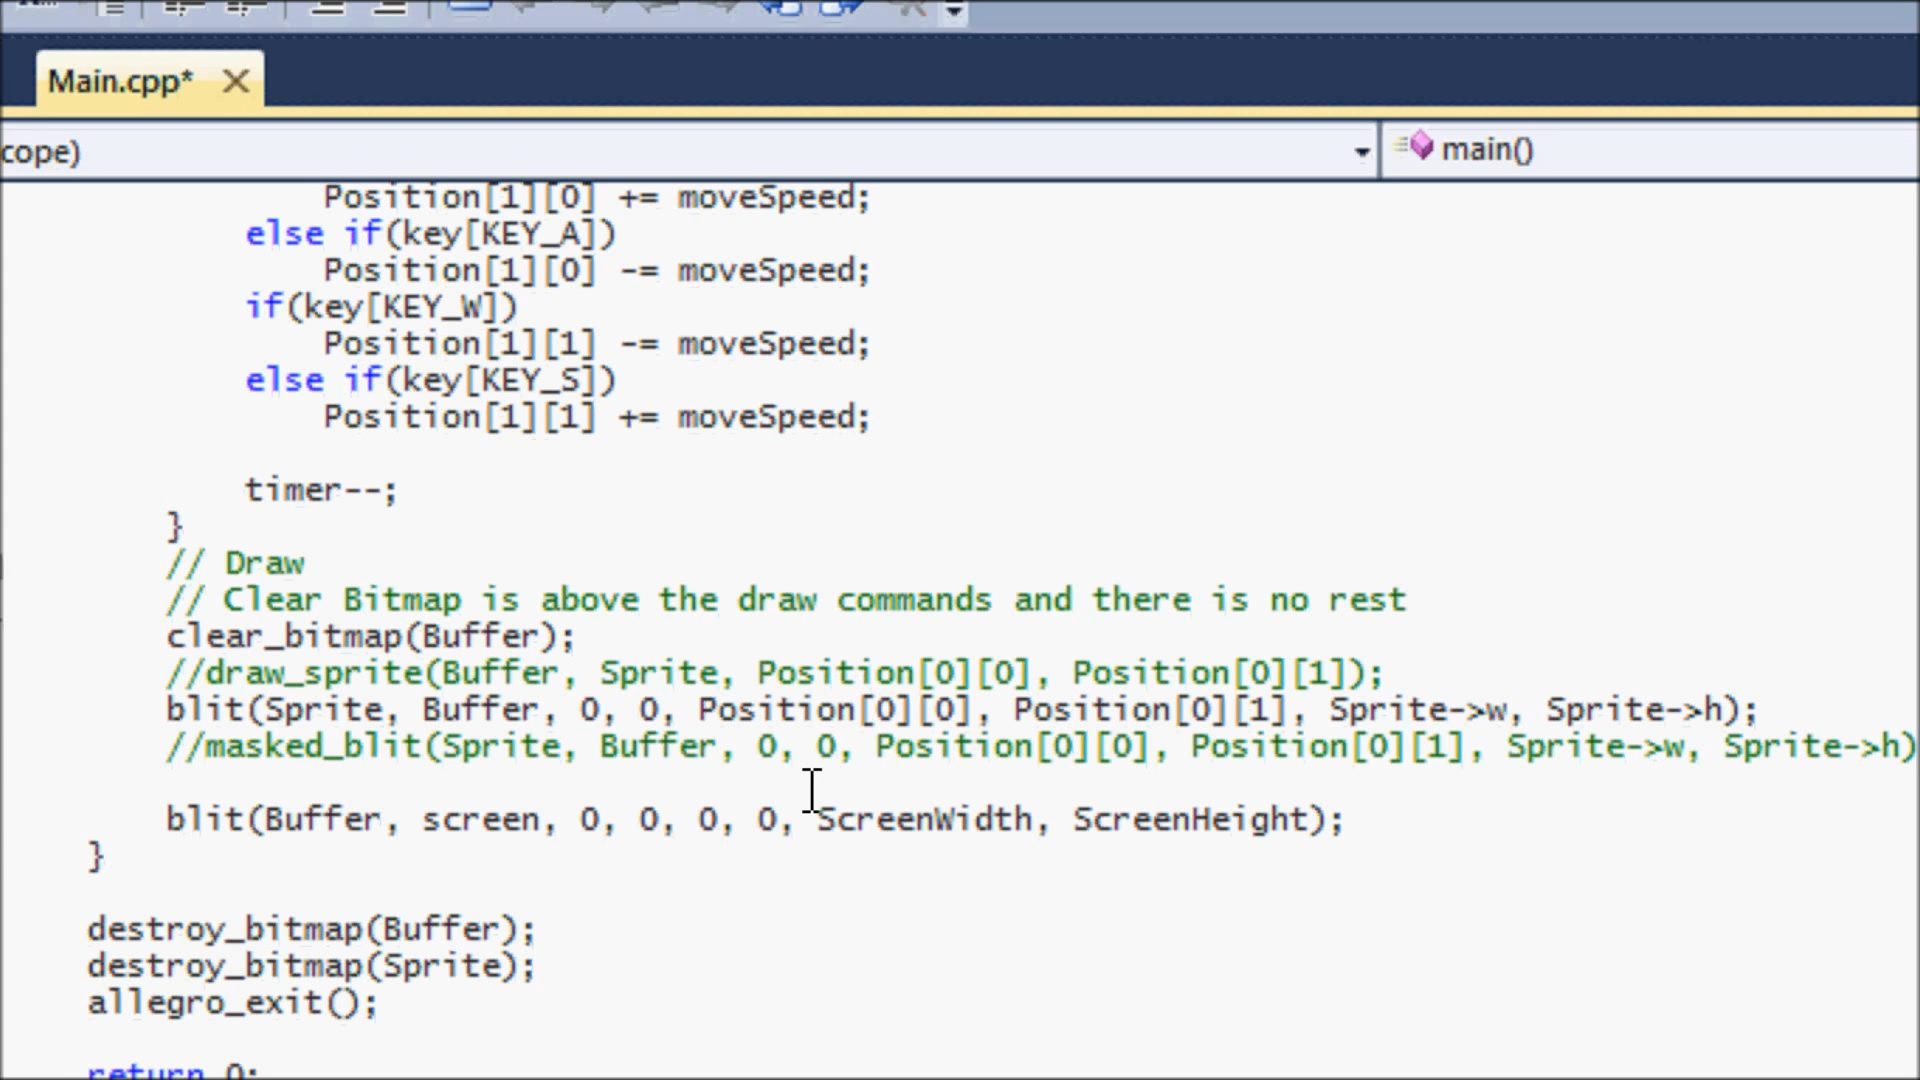 Main.cpp*
cope)
main()
Position[1][0] += moveSpeed;
else if(key[KEY_A])
Position[1][0] -= moveSpeed;
if(key[KEY_W])
Position[1][1] -= moveSpeed;
else if(key[KEY_S])
Position[1][1] += moveSpeed;
timer--;
}
// Draw
// Clear Bitmap is above the draw commands and there is no rest
clear_bitmap(Buffer);
//draw_sprite(Buffer, Sprite, Position[0][0], Position[0][1]);
blit(Sprite, Buffer, 0, 0, Position[0][0], Position[0][1], Sprite->w, Sprite->h);
//masked_blit(Sprite, Buffer, 0, 0, Position[0][0], Position[0][1], Sprite->w, Sprite->h)
blit(Buffer, screen, 0, 0, 0, 0, ScreenWidth, ScreenHeight);
}
destroy_bitmap(Buffer);
destroy_bitmap(Sprite);
allegro_exit();
return 0;